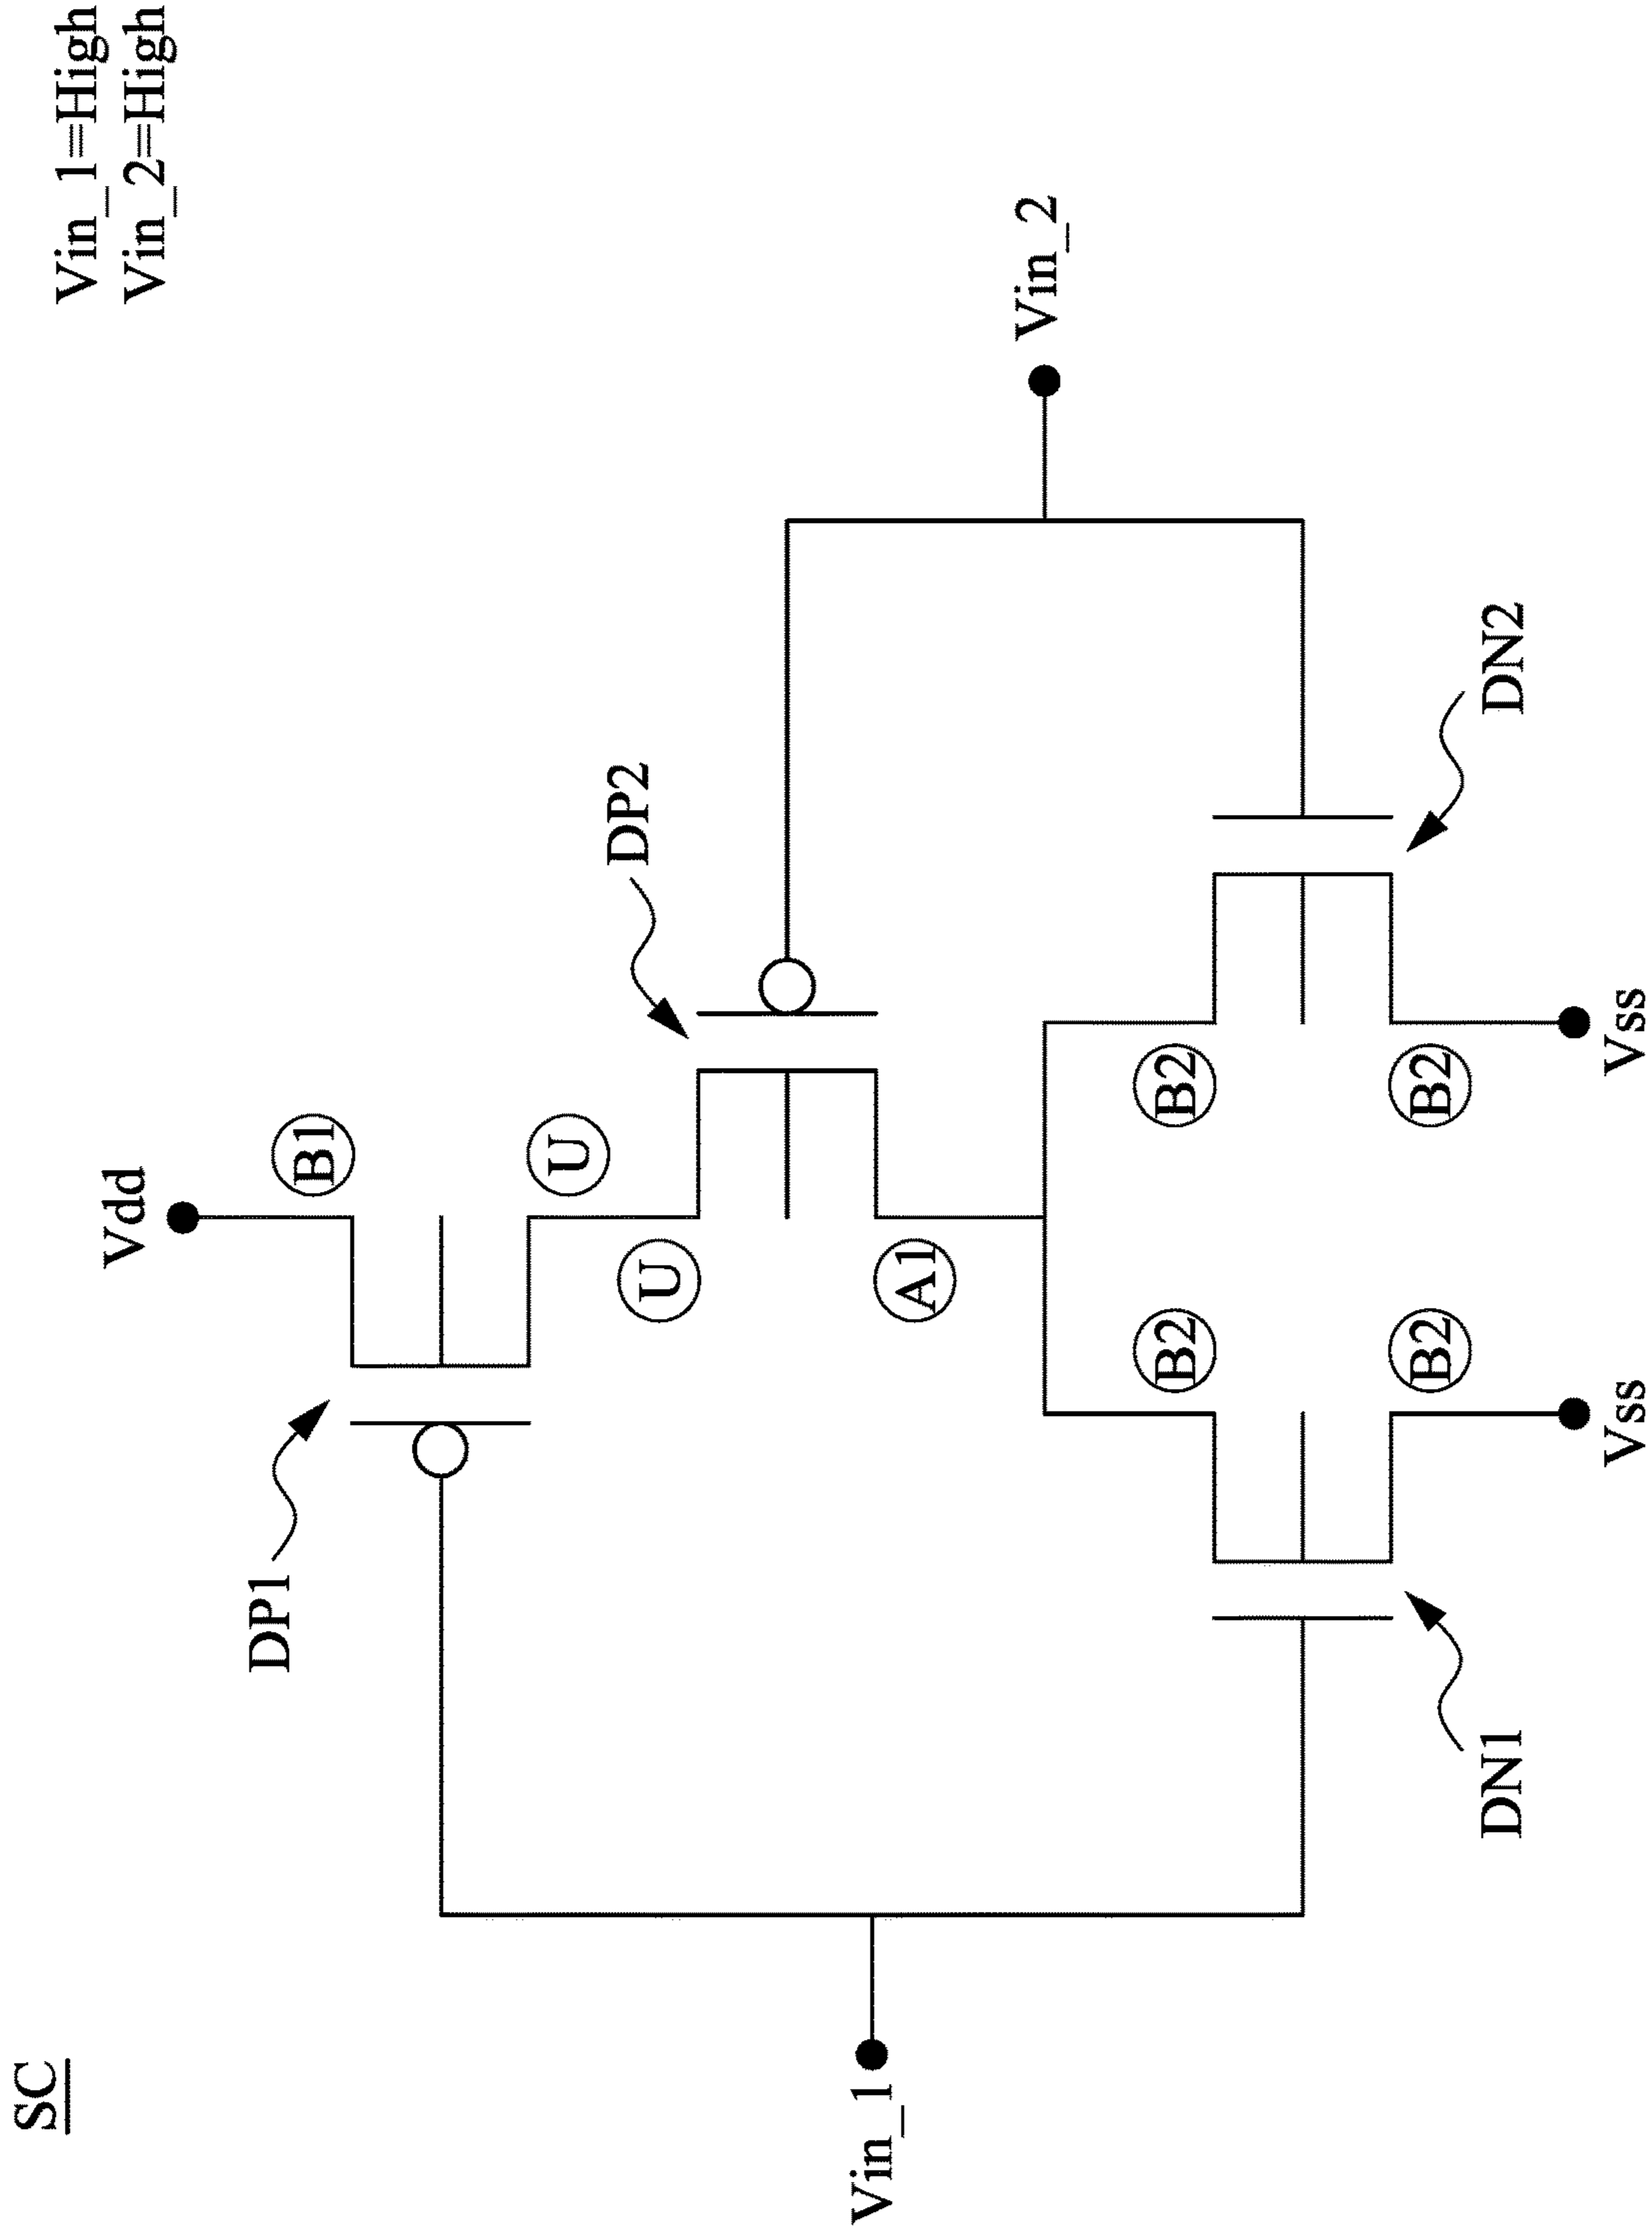 SC
Vin_1=High
Vin_2=High
Vdd
DP1
B1
U
DP2
U
Vin_1
A1
Vin_2
B2
B2
B2
B2
DN1
DN2
Vss
Vss